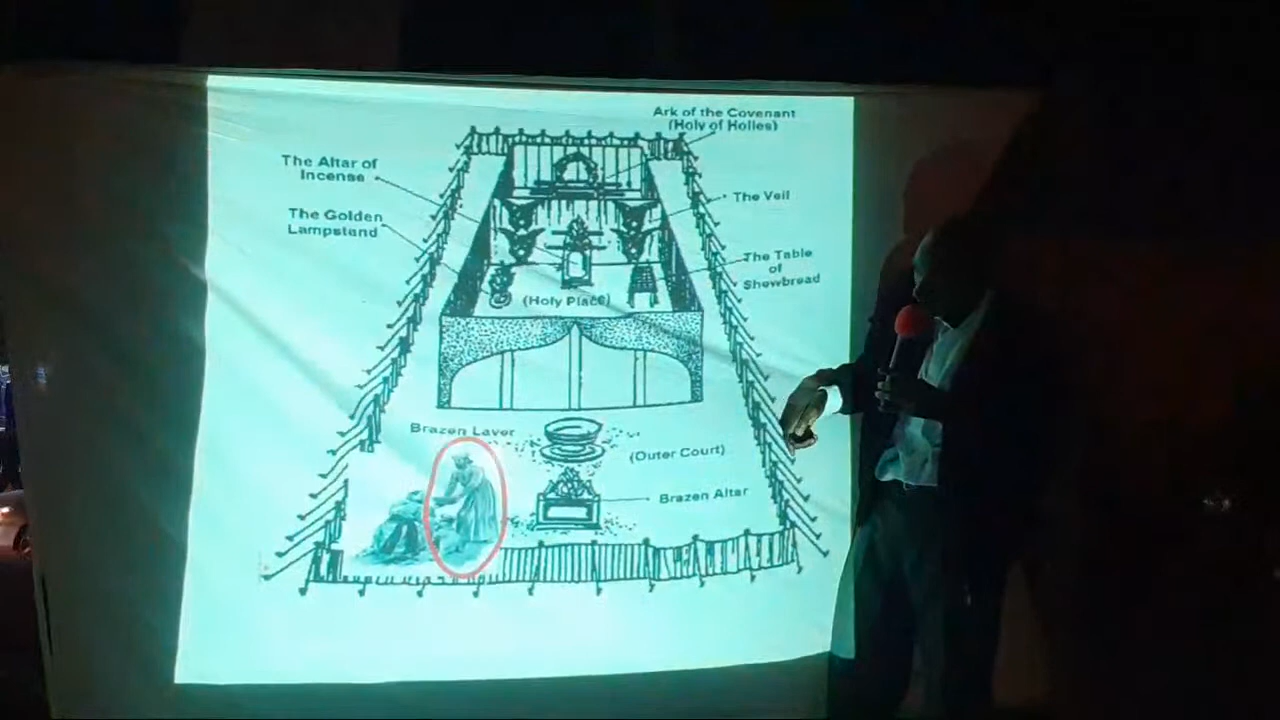 Ark of the Covenant
(Holy of Holies)
The Altar of
Incense
The Veil
The Golden
Lampstand
The Table
of
Shewbread
(Holy Place)
Brazen Laver
(Outer Court)
Brazen Altar